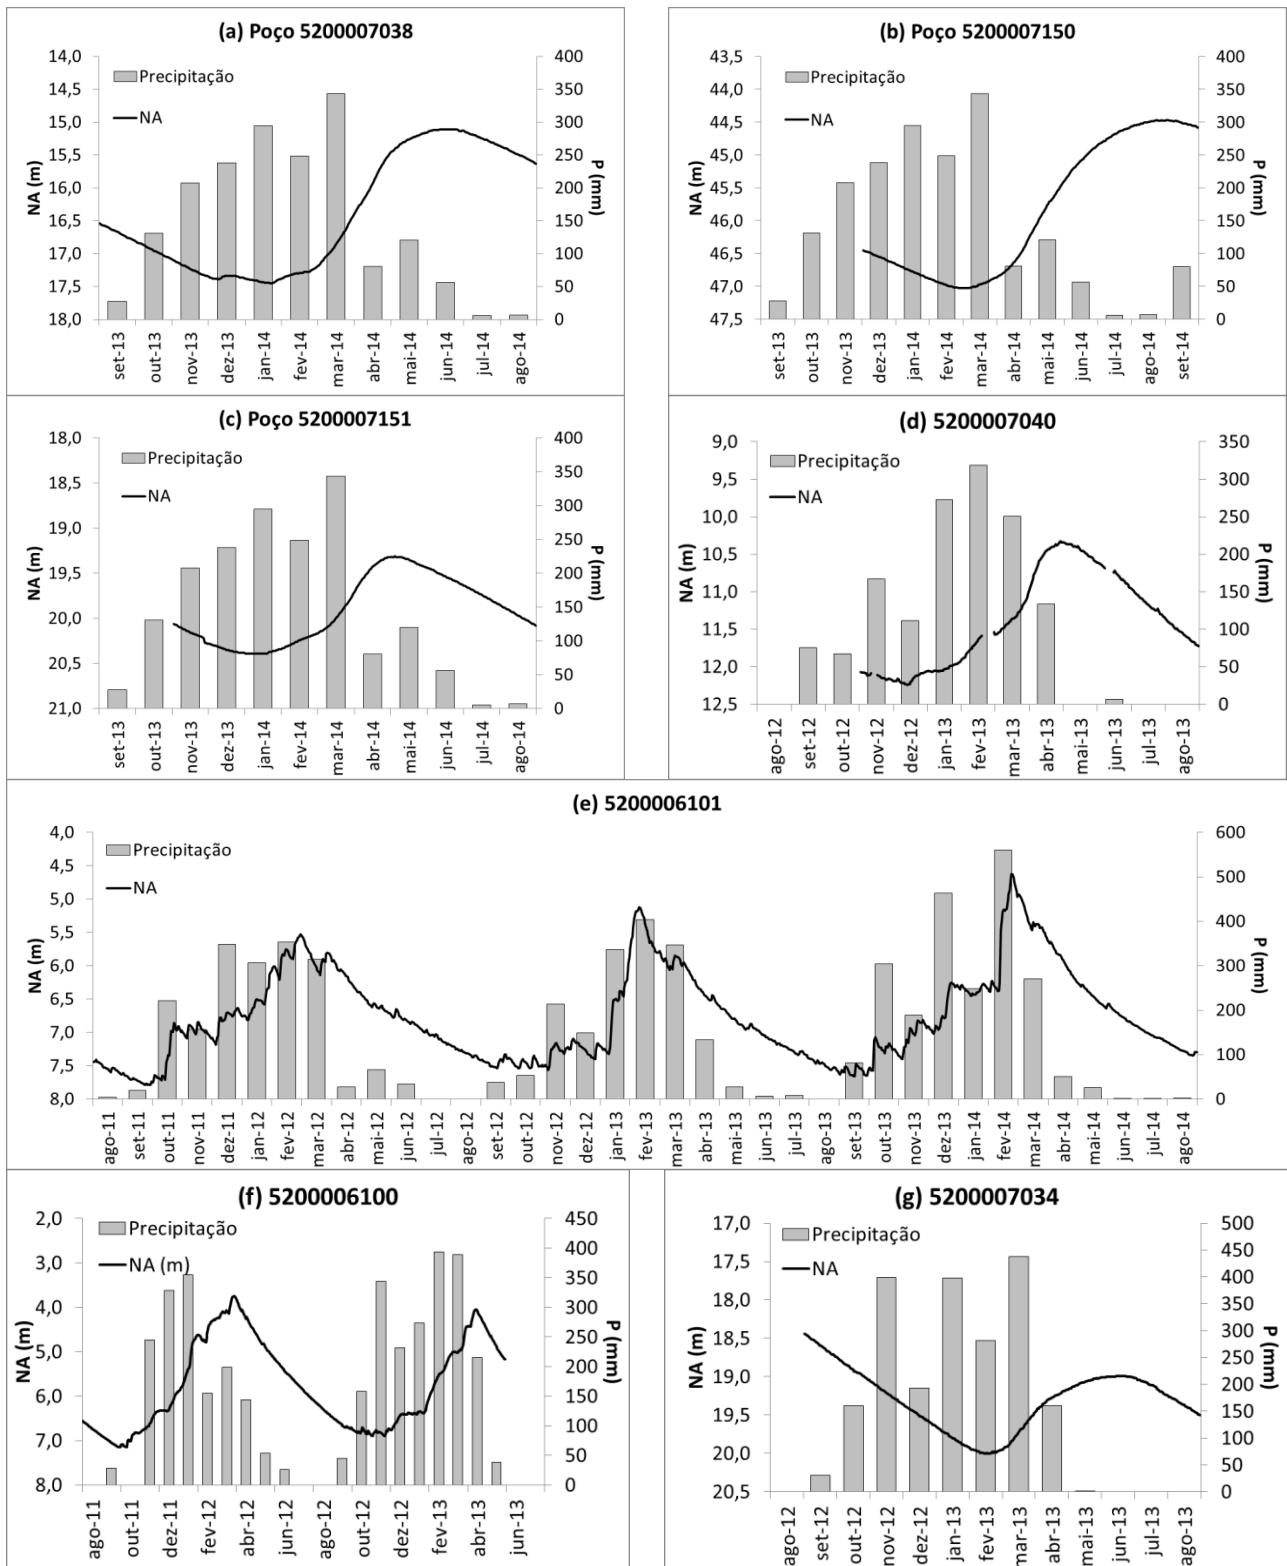 (a) Poço 5200007038
14,0
14,5
15,0
15,5
16,0
16,5
17,0
17,5
18,0
NA (m)
Precipitação
NA
400
350
300
250
200
150
100
50
0
P (mm)
set-13
out-13
nov-13
dez-13
jan-14
fev-14
mar-14
abr-14
mai-14
jun-14
jul-14
ago-14
(b) Poço 5200007150
43,5
44,0
44,5
45,0
45,5
46,0
46,5
47,0
47,5
NA (m)
Precipitação
NA
400
350
300
250
200
150
100
50
0
P (mm)
set-13
out-13
nov-13
dez-13
jan-14
fev-14
mar-14
abr-14
mai-14
jun-14
jul-14
ago-14
set-14
(c) Poço 5200007151
18,0
18,5
19,0
19,5
20,0
20,5
21,0
NA (m)
Precipitação
NA
400
350
300
250
200
150
100
50
0
P (mm)
set-13
out-13
nov-13
dez-13
jan-14
fev-14
mar-14
abr-14
mai-14
jun-14
jul-14
ago-14
(d) 5200007040
9,0
9,5
10,0
10,5
11,0
11,5
12,0
12,5
NA (m)
Precipitação
NA
350
300
250
200
150
100
50
0
P (mm)
ago-12
set-12
out-12
nov-12
dez-12
jan-13
fev-13
mar-13
abr-13
mai-13
jun-13
jul-13
ago-13
(e) 5200006101
4,0
4,5
5,0
5,5
6,0
6,5
7,0
7,5
8,0
NA (m)
Precipitação
NA
600
500
400
300
200
100
0
P (mm)
ago-11
set-11
out-11
nov-11
dez-11
jan-12
fev-12
mar-12
abr-12
mai-12
jun-12
jul-12
ago-12
set-12
out-12
nov-12
dez-12
jan-13
fev-13
mar-13
abr-13
mai-13
jun-13
jul-13
ago-13
set-13
out-13
nov-13
dez-13
jan-14
fev-14
mar-14
abr-14
mai-14
jun-14
jul-14
ago-14
(f) 5200006100
2,0
3,0
4,0
5,0
6,0
7,0
8,0
NA (m)
Precipitação
NA (m)
450
400
350
300
250
200
150
100
50
0
P (mm)
ago-11
out-11
dez-11
fev-12
abr-12
jun-12
ago-12
out-12
dez-12
fev-13
abr-13
jun-13
(g) 5200007034
17,0
17,5
18,0
18,5
19,0
19,5
20,0
20,5
NA (m)
Precipitação
NA
500
450
400
350
300
250
200
150
100
50
0
P (mm)
ago-12
set-12
out-12
nov-12
dez-12
jan-13
fev-13
mar-13
abr-13
mai-13
jun-13
jul-13
ago-13